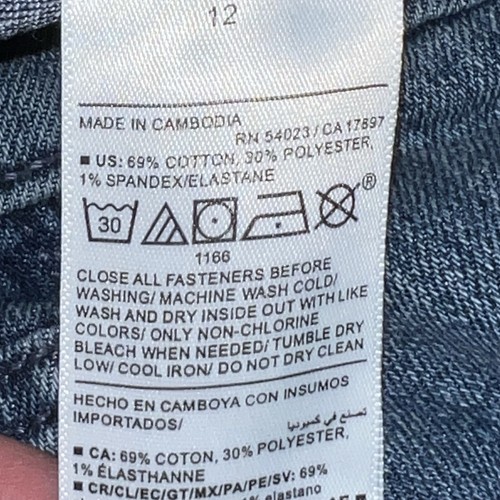 12
MADE IN CAMBODIA
RN 54023 / CA 17897
■ US: 69% COTTON, 30% POLYESTER,
1% SPANDEX/ELASTANE
30
®
1166
CLOSE ALL FASTENERS BEFORE
WASHING/ MACHINE WASH COLD/
WASH AND DRY INSIDE OUT WITH LIKE
COLORS/ ONLY NON-CHLORINE
BLEACH WHEN NEEDED/ TUMBLE DRY
LOW/ COOL IRON/ DO NOT DRY CLEAN
HECHO EN CAMBOYA CON INSUMOS
IMPORTADOS/
تصنع في كمبوديا
■ CA: 69% COTON, 30% POLYESTER,
1% ÉLASTHANNE
■ CR/CL/EC/GT/MX/PA/PE/SV: 69%
elastano